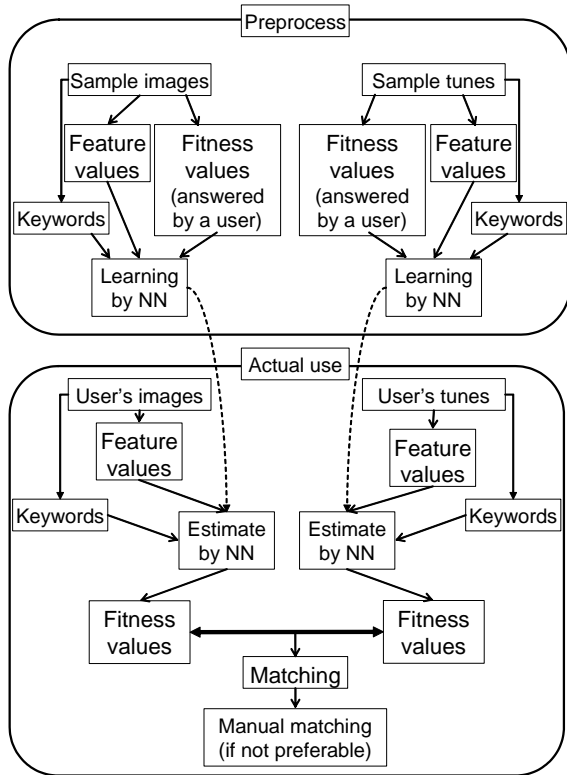 Preprocess
Sample images
Sample tunes
Feature
values
Fitness
values
(answered
by a user)
Fitness
values
(answered
by a user)
Feature
values
Keywords
Keywords
Learning
by NN
Learning
by NN
Actual use
User's images
User's tunes
Feature
values
Feature
values
Keywords
Keywords
Estimate
by NN
Estimate
by NN
Fitness
values
Fitness
values
Matching
Manual matching
(if not preferable)